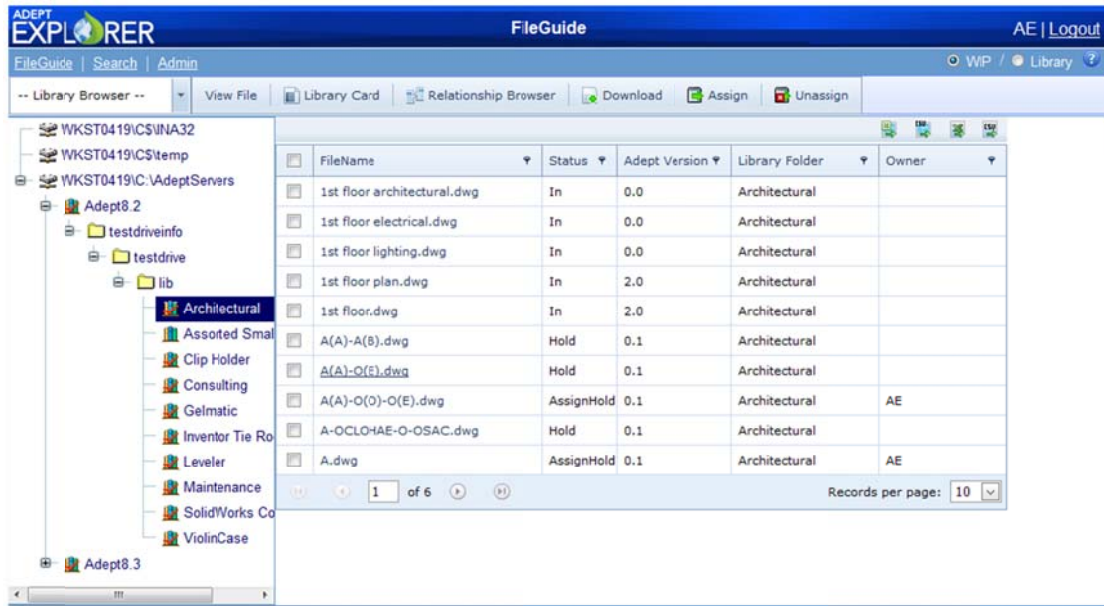 ADEPT
EXPLORER
FileGuide
AE | Logout
FileGuide | Search | Admin
WIP / Library ?
-- Library Browser --
View File
Library Card
Relationship Browser
Download
Assign
Unassign
WKST0419\C$\INA32
WKST0419\C$\temp
WKST0419\C:\AdeptServers
Adept8.2
testdriveinfo
testdrive
lib
Architectural
Assorted Smal
Clip Holder
Consulting
Gelmatic
Inventor Tie Ro
Leveler
Maintenance
SolidWorks Co
ViolinCase
Adept8.3
FileName Status Adept Version Library Folder Owner
1st floor architectural.dwg In 0.0 Architectural
1st floor electrical.dwg In 0.0 Architectural
1st floor lighting.dwg In 0.0 Architectural
1st floor plan.dwg In 2.0 Architectural
1st floor.dwg In 2.0 Architectural
A(A)-A(B).dwg Hold 0.1 Architectural
A(A)-O(E).dwg Hold 0.1 Architectural
A(A)-O(O)-O(E).dwg AssignHold 0.1 Architectural AE
A-OCLOHAE-O-OSAC.dwg Hold 0.1 Architectural
A.dwg AssignHold 0.1 Architectural AE
1 of 6
Records per page: 10